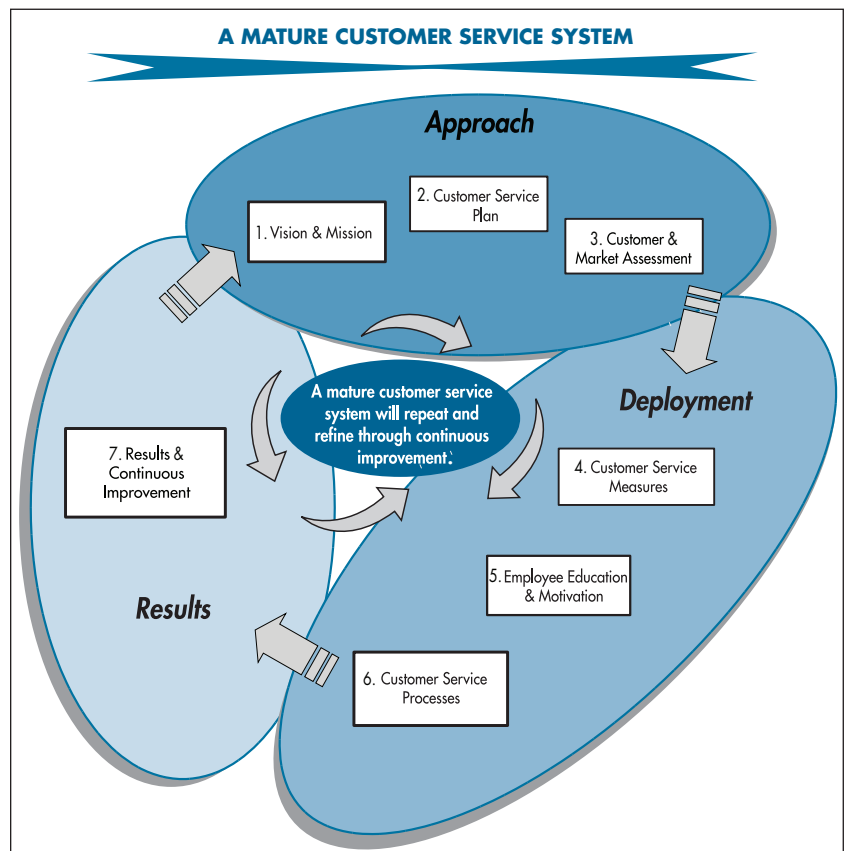 A MATURE CUSTOMER SERVICE SYSTEM
Approach
1. Vision & Mission
2. Customer Service
Plan
3. Customer &
Market Assessment
A mature customer service
system will repeat and
refine through continuous
improvement.
Deployment
4. Customer Service
Measures
5. Employee Education
& Motivation
6. Customer Service
Processes
7. Results &
Continuous
Improvement
Results